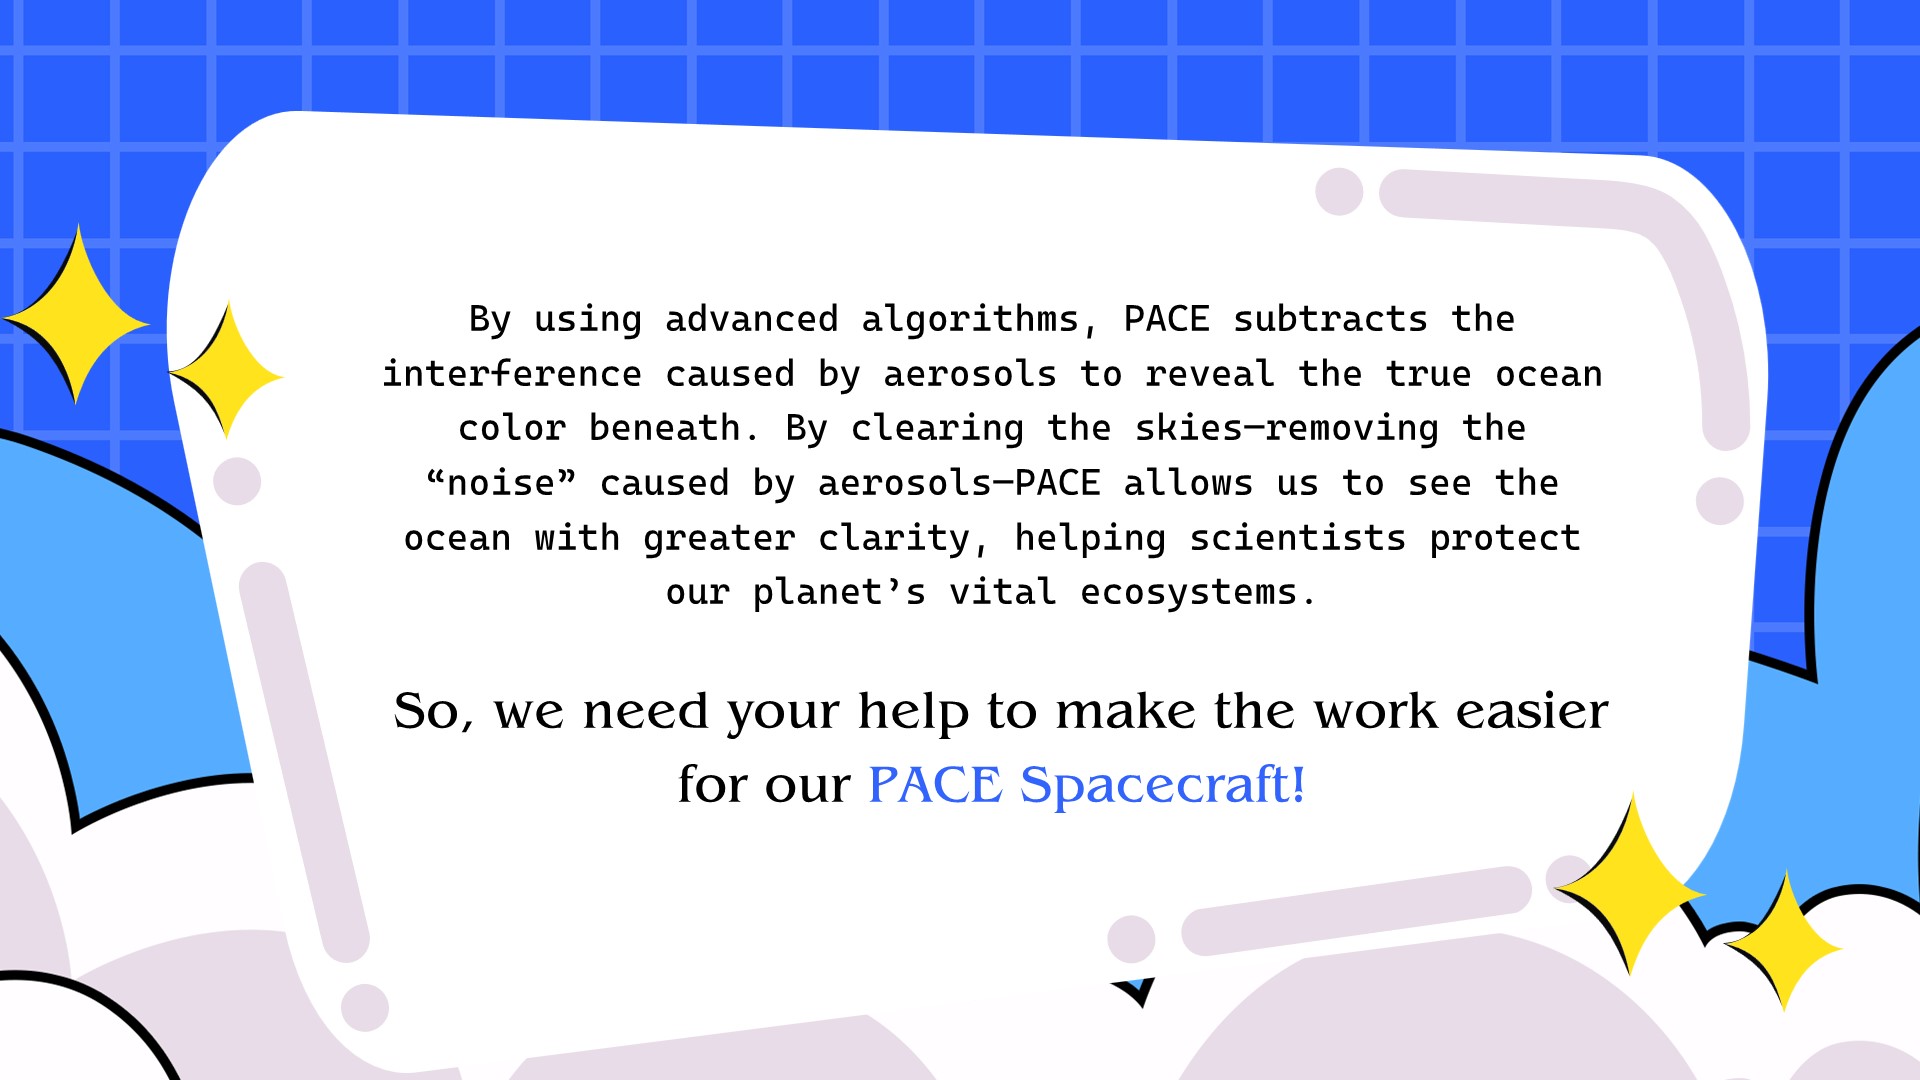 By using advanced algorithms, PACE subtracts the
interference caused by aerosols to reveal the true ocean
color beneath. By clearing the skies—removing the
“noise” caused by aerosols—PACE allows us to see the
ocean with greater clarity, helping scientists protect
our planet’s vital ecosystems.
So, we need your help to make the work easier
for our PACE Spacecraft!